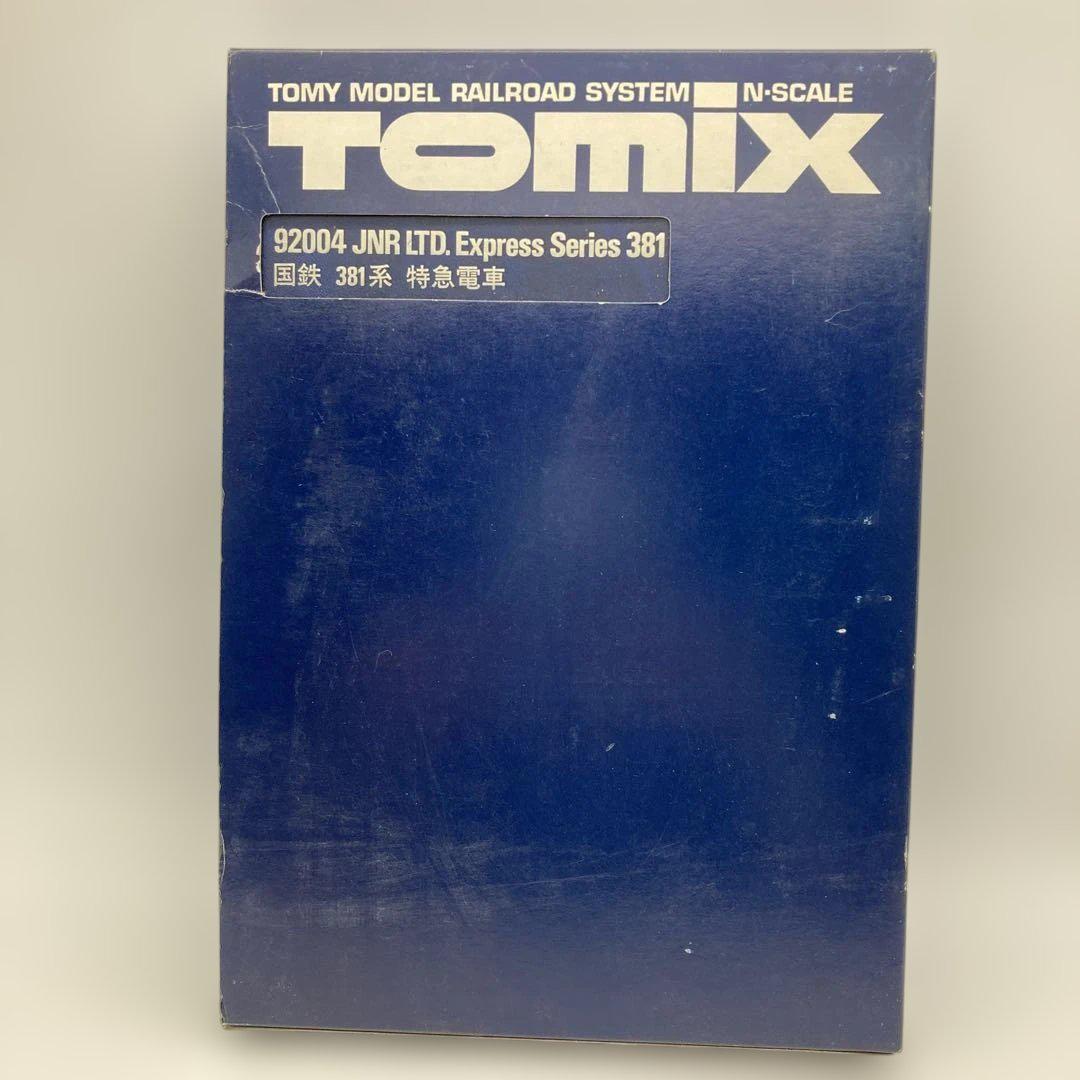 TOMY MODEL RAILROAD SYSTEM N·SCALE
TOMIX
92004 JNR LTD. Express Series 381
国鉄 381系 特急電車